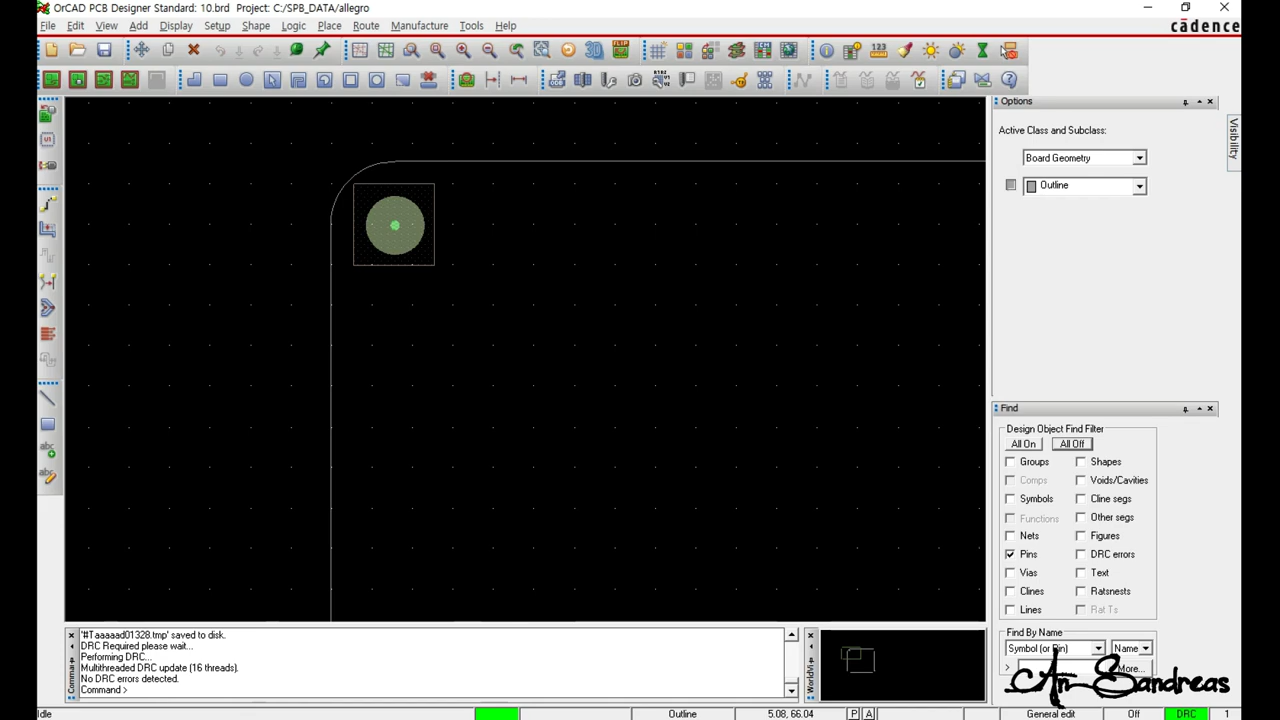 OrCAD PCB Designer Standard: 10.brd Project: C:/SPB_DATA/allegro
File Edit View Add Display Setup Shape Logic Place Route Manufacture Tools Help
cādence
Options
Active Class and Subclass:
Board Geometry
Outline
Visibility
Find
Design Object Find Filter
All On All Off
Groups Shapes
Comps Voids/Cavities
Symbols Cline segs
Functions Other segs
Nets Figures
Pins DRC errors
Vias Text
Clines Ratsnests
Lines Rat Ts
Find By Name
Symbol (or Pin) Name
> More...
An Sandreas
'#Taaaaad01328.tmp' saved to disk.
DRC Required please wait...
Performing DRC...
Multithreaded DRC update (16 threads).
No DRC errors detected.
Command >
Idle Outline 5.08, 66.04 P A General edit Off DRC 1